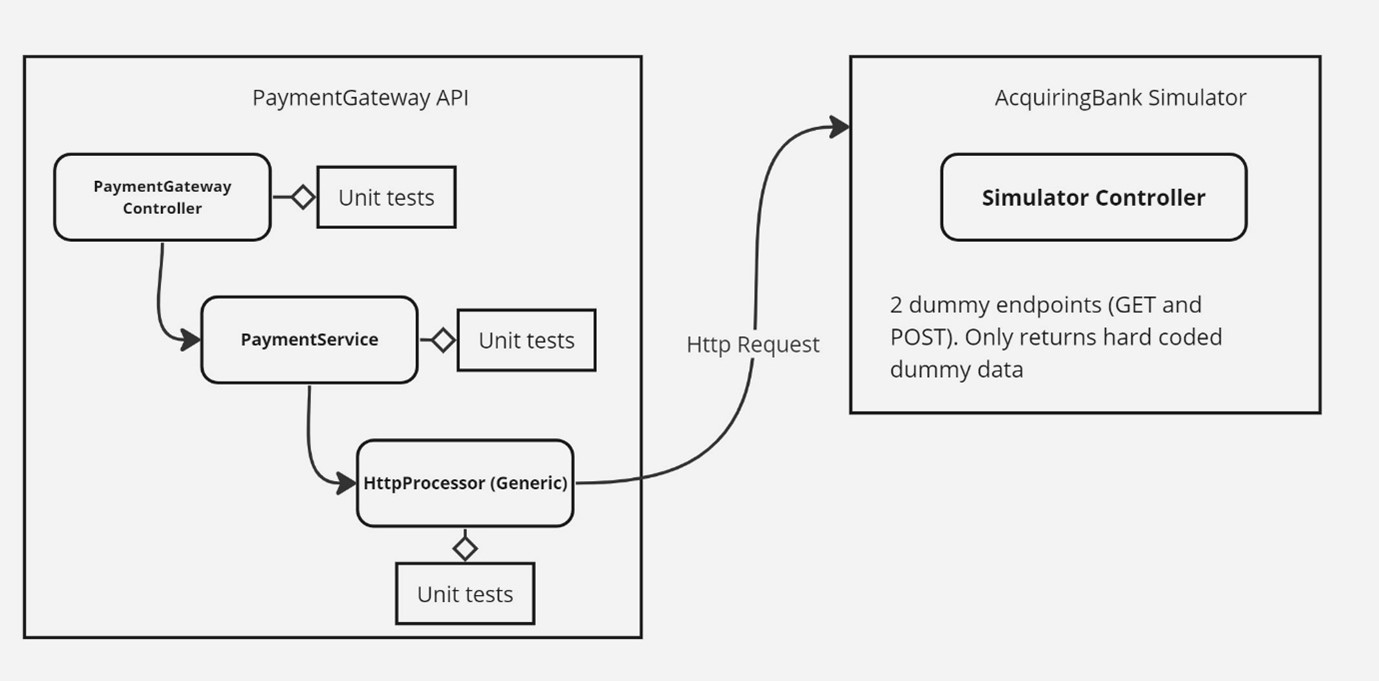 PaymentGateway API
PaymentGateway
Controller
Unit tests
PaymentService
Unit tests
HttpProcessor (Generic)
Unit tests
Http Request
AcquiringBank Simulator
Simulator Controller
2 dummy endpoints (GET and
POST). Only returns hard coded
dummy data